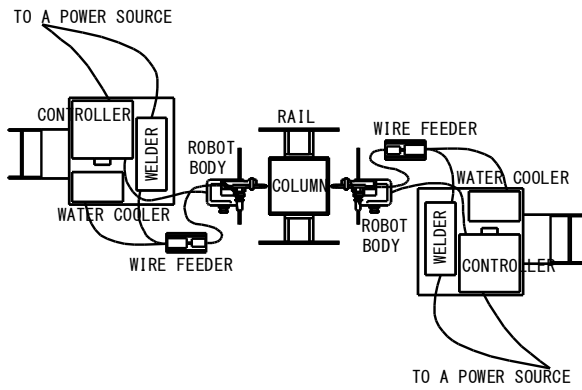 TO A POWER SOURCE
CONTROLLER
WELDER
WATER COOLER
ROBOT
BODY
WIRE FEEDER
RAIL
COLUMN
WIRE FEEDER
ROBOT
BODY
WATER COOLER
WELDER
CONTROLLER
TO A POWER SOURCE